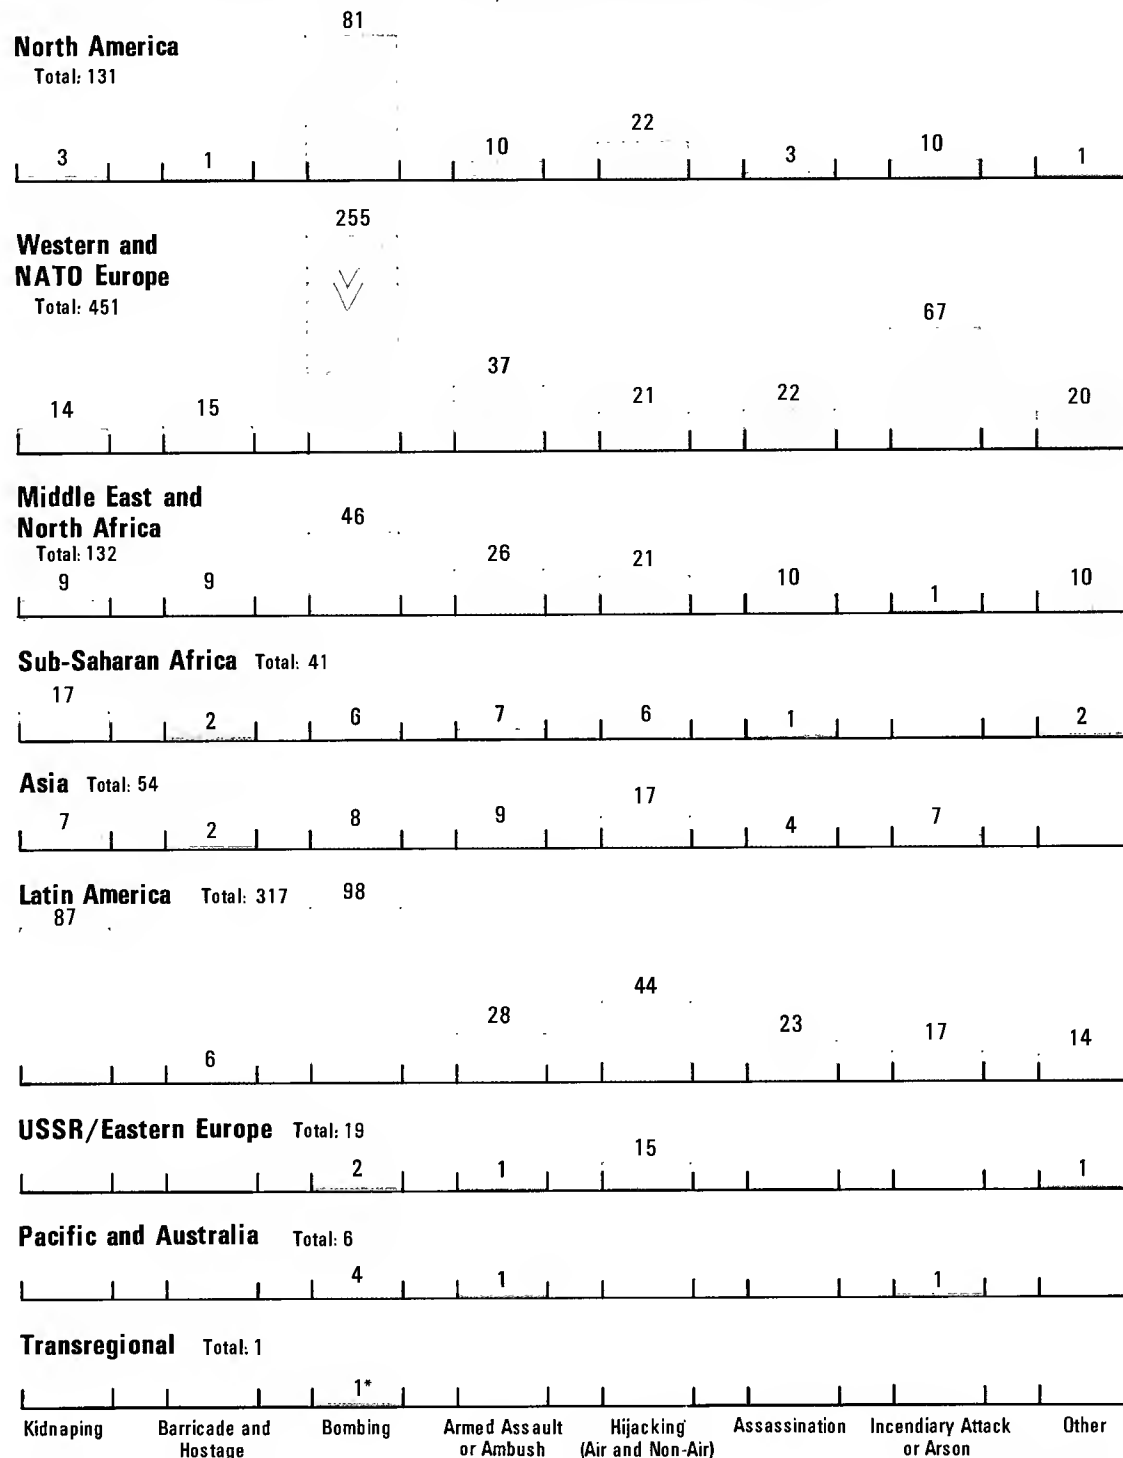 81
North America
Total: 131
3 1 10 22 3 10 1
255
Western and
NATO Europe
Total: 451
67
37
14 15 21 22 20
Middle East and
North Africa
Total: 132
46
9 9 26 21 10 1 10
Sub-Saharan Africa Total: 41
17 2 6 7 6 1 2
Asia Total: 54
7 2 8 9 17 4 7
Latin America Total: 317 98
87
44
28 23 17 14
6
USSR/Eastern Europe Total: 19
2 1 15 1
Pacific and Australia Total: 6
4 1 1
Transregional Total: 1
1*
Kidnaping Barricade and Bombing Armed Assault Hijacking Assassination Incendiary Attack Other
Hostage or Ambush (Air and Non-Air) or Arson